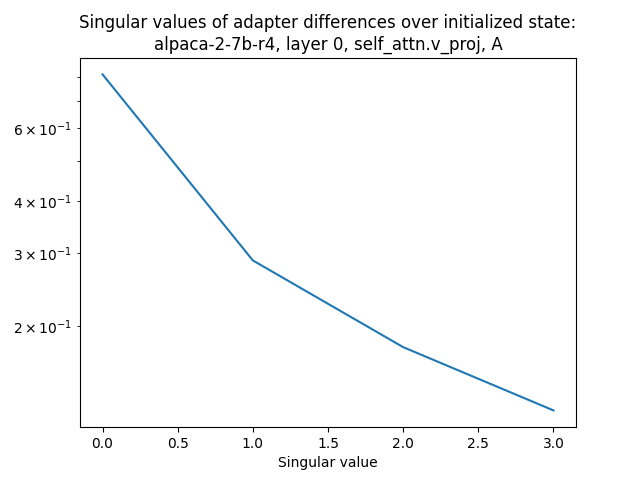 Singular values of adapter differences over initialized state:
alpaca-2-7b-r4, layer 0, self_attn.v_proj, A
6 × 10⁻¹
4 × 10⁻¹
3 × 10⁻¹
2 × 10⁻¹
0.0 0.5 1.0 1.5 2.0 2.5 3.0
Singular value